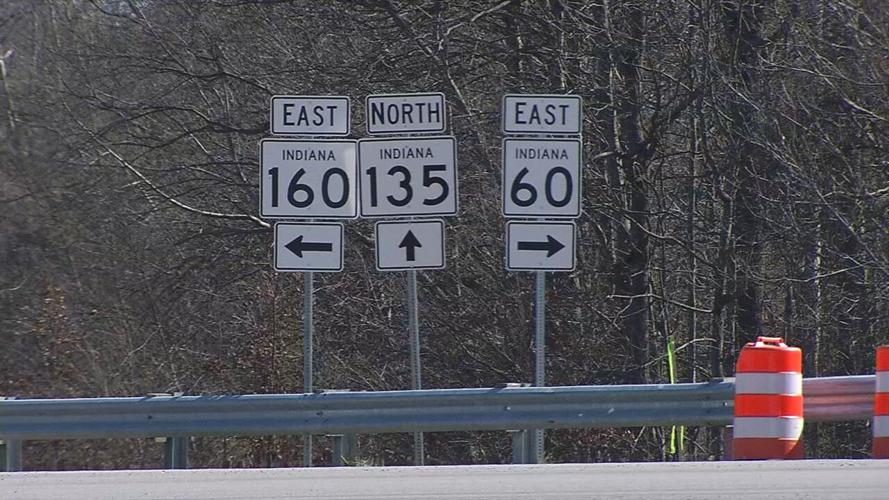 EAST
INDIANA
160
NORTH
INDIANA
135
EAST
INDIANA
60